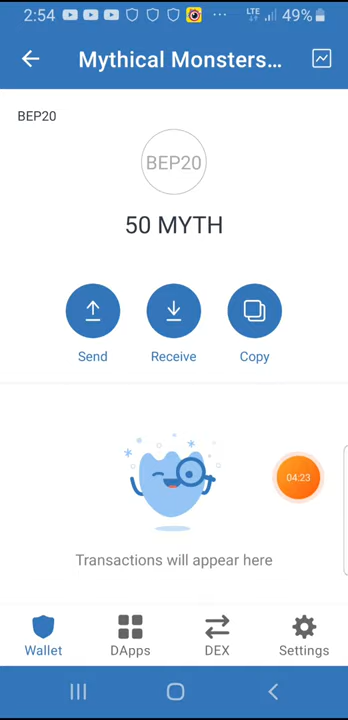 2:54 LTE 49%
Mythical Monsters...
BEP20
BEP20
50 MYTH
Send Receive Copy
04:23
Transactions will appear here
Wallet DApps DEX Settings